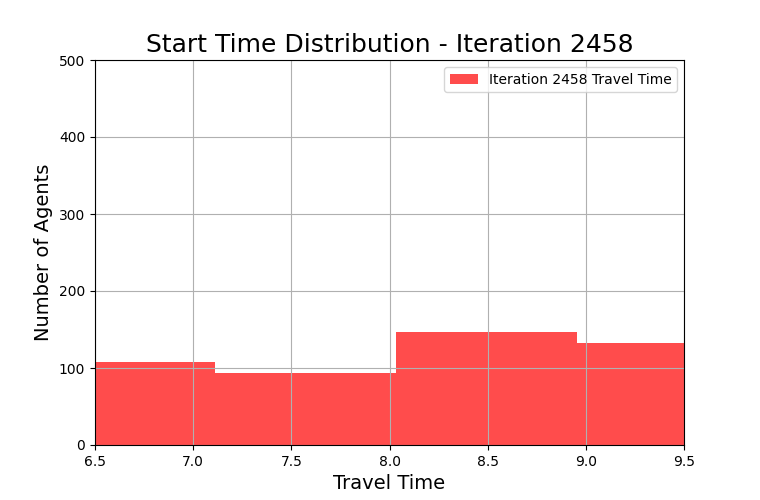 Start Time Distribution - Iteration 2458
Iteration 2458 Travel Time
Number of Agents
500
400
300
200
100
0
6.5 7.0 7.5 8.0 8.5 9.0 9.5
Travel Time